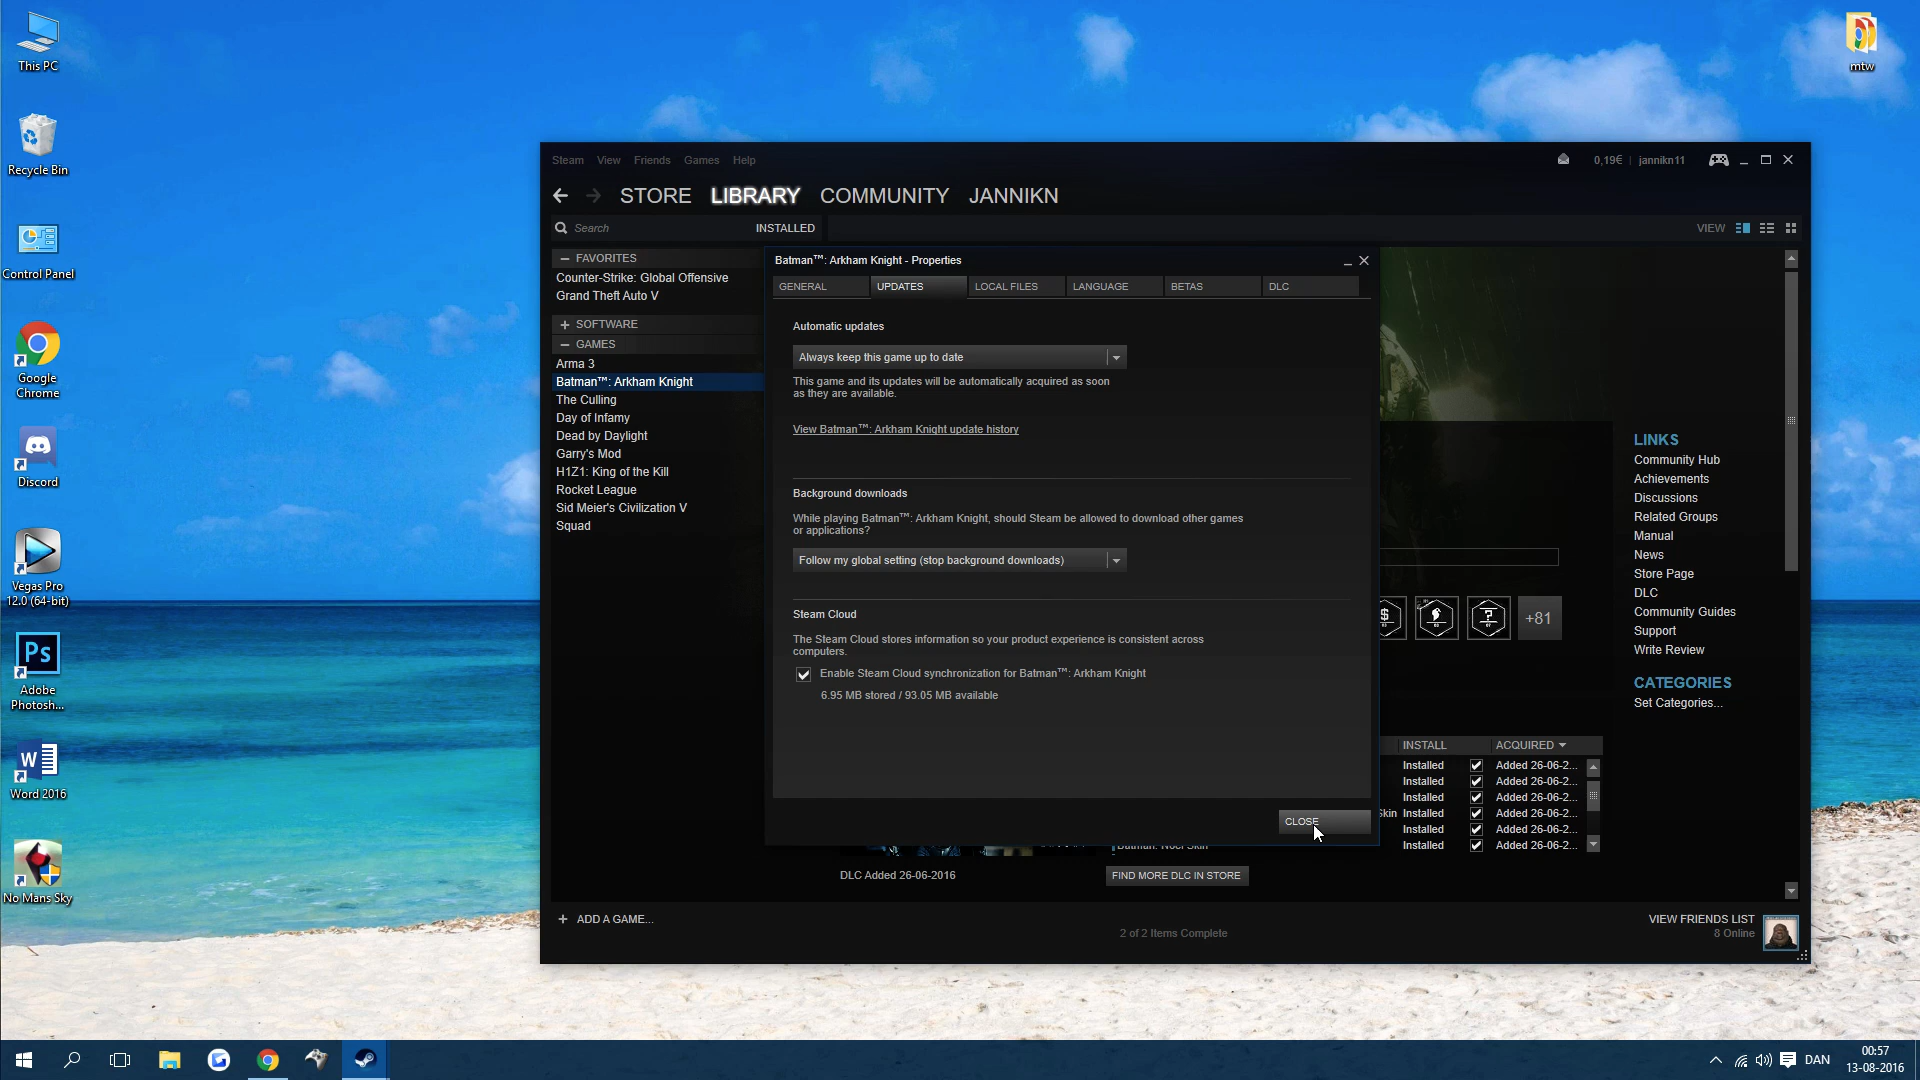 This PC
Recycle Bin
Control Panel
Google
Chrome
Discord
Vegas Pro
12.0 (64-bit)
Ps
Adobe
Photosh...
W
Word 2016
No Mans Sky
mtw
Steam View Friends Games Help
0,19€ | jannikn11
STORE LIBRARY COMMUNITY JANNIKN
Search
INSTALLED
VIEW
FAVORITES
Counter-Strike: Global Offensive
Grand Theft Auto V
SOFTWARE
GAMES
Arma 3
Batman™: Arkham Knight
The Culling
Day of Infamy
Dead by Daylight
Garry's Mod
H1Z1: King of the Kill
Rocket League
Sid Meier's Civilization V
Squad
Batman™: Arkham Knight - Properties
GENERAL UPDATES LOCAL FILES LANGUAGE BETAS DLC
Automatic updates
Always keep this game up to date
This game and its updates will be automatically acquired as soon
as they are available.
View Batman™: Arkham Knight update history
Background downloads
While playing Batman™: Arkham Knight, should Steam be allowed to download other games
or applications?
Follow my global setting (stop background downloads)
Steam Cloud
The Steam Cloud stores information so your product experience is consistent across
computers.
Enable Steam Cloud synchronization for Batman™: Arkham Knight
6.95 MB stored / 93.05 MB available
CLOSE
+81
LINKS
Community Hub
Achievements
Discussions
Related Groups
Manual
News
Store Page
DLC
Community Guides
Support
Write Review
CATEGORIES
Set Categories...
INSTALL ACQUIRED
Installed Added 26-06-2...
Installed Added 26-06-2...
Installed Added 26-06-2...
Skin Installed Added 26-06-2...
Installed Added 26-06-2...
Batman: Noel Skin Installed Added 26-06-2...
DLC Added 26-06-2016
FIND MORE DLC IN STORE
+ ADD A GAME...
2 of 2 Items Complete
VIEW FRIENDS LIST
8 Online
DAN
00:57
13-08-2016